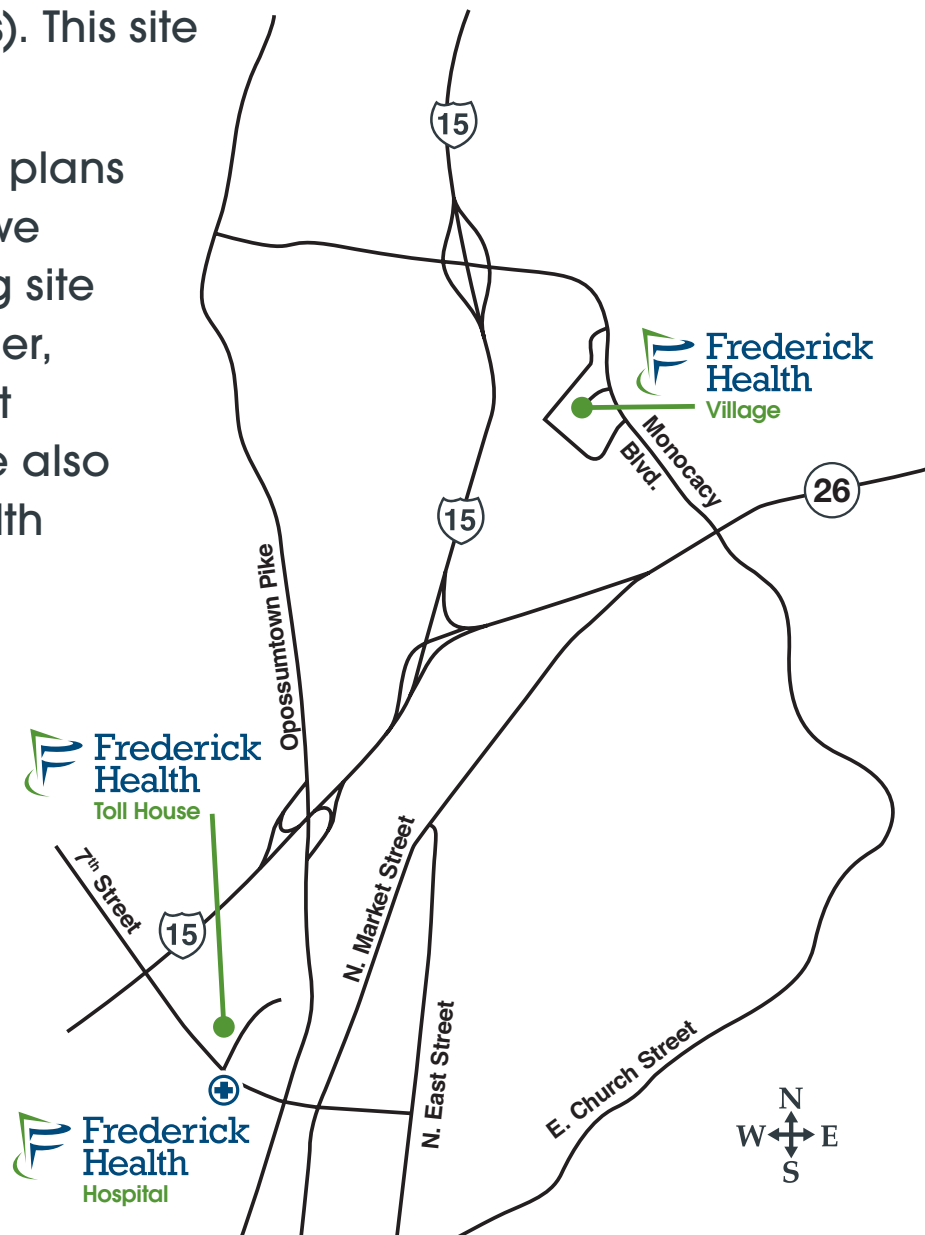 s). This site
plans
ve
g site
er,
t
e also
lth
15
Frederick
Health
Village
Monocacy
Blvd.
26
15
Opossumtown Pike
Frederick
Health
Toll House
7th Street
15
N. Market Street
N. East Street
E. Church Street
N
W E
S
Frederick
Health
Hospital